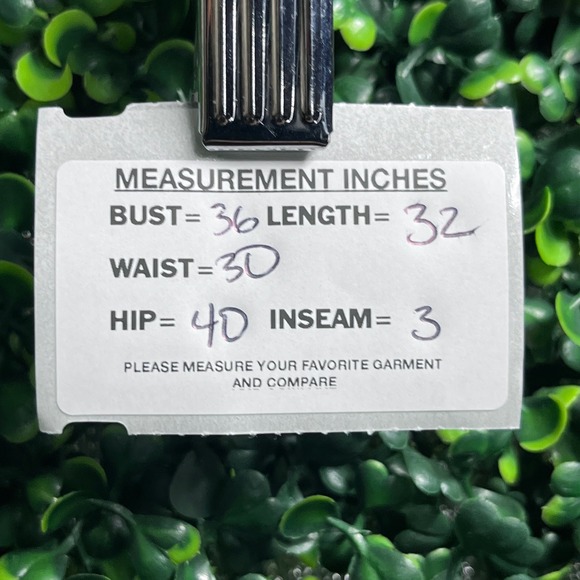 MEASUREMENT INCHES
BUST= 36 LENGTH= 32
WAIST=30
HIP= 40 INSEAM= 3
PLEASE MEASURE YOUR FAVORITE GARMENT
AND COMPARE